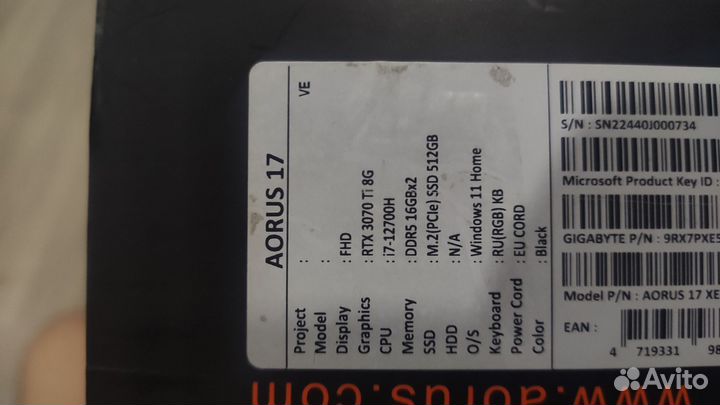 AORUS 17
Project :
VE
Model :
Display : FHD
Graphics : RTX 3070 Ti 8G
CPU : i7-12700H
Memory : DDR5 16GBx2
SSD : M.2(PCIe) SSD 512GB
HDD : N/A
O/S : Windows 11 Home
Keyboard : RU(RGB) KB
Power Cord : EU CORD
Color : Black
S/N : SN22440J000734
Microsoft Product Key ID :
GIGABYTE P/N : 9RX7PXE5
Model P/N : AORUS 17 XE
EAN :
4 719331 98
www.aorus.com
Avito